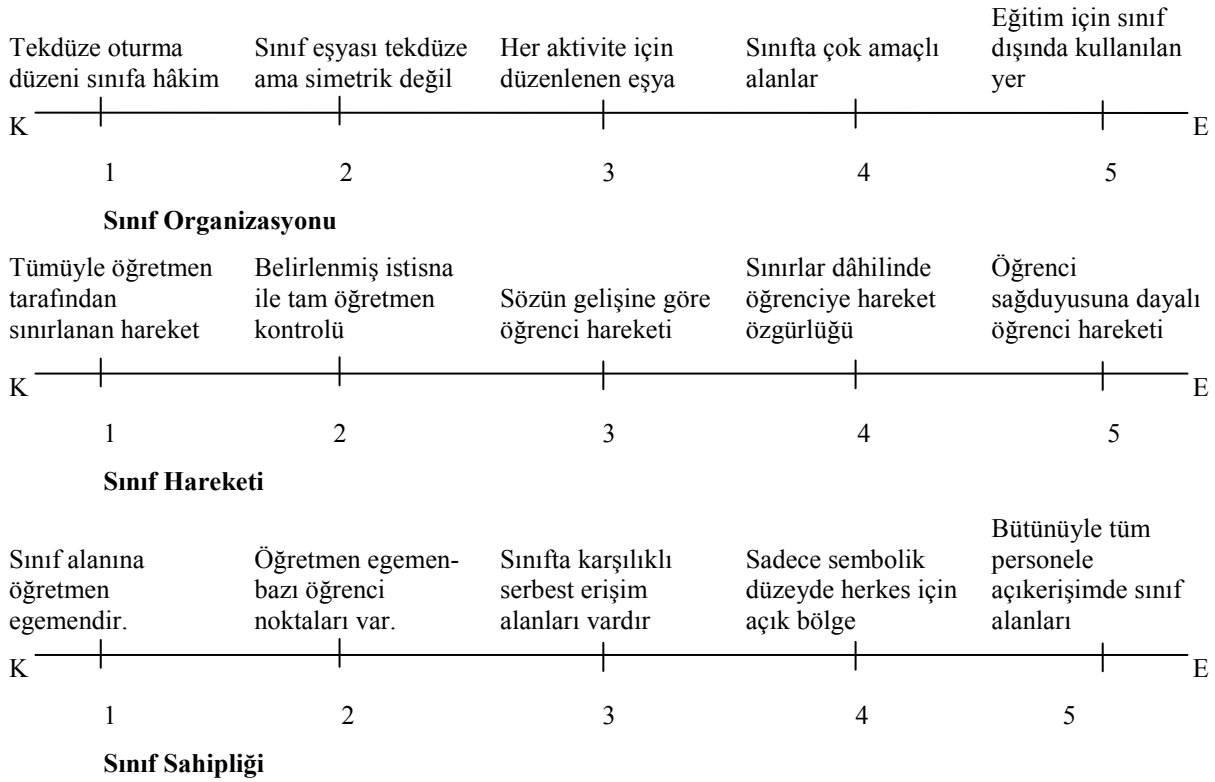 Tekdüze oturma
düzeni sınıfa hâkim
Sınıf eşyası tekdüze
ama simetrik değil
Her aktivite için
düzenlenen eşya
Sınıfta çok amaçlı
alanlar
Eğitim için sınıf
dışında kullanılan
yer
K E
1 2 3 4 5
Sınıf Organizasyonu
Tümüyle öğretmen
tarafından
sınırlanan hareket
Belirlenmiş istisna
ile tam öğretmen
kontrolü
Sözün gelişine göre
öğrenci hareketi
Sınırlar dâhilinde
öğrenciye hareket
özgürlüğü
Öğrenci
sağduyusuna dayalı
öğrenci hareketi
K E
1 2 3 4 5
Sınıf Hareketi
Sınıf alanına
öğretmen
egemendir.
Öğretmen egemen-
bazı öğrenci
noktaları var.
Sınıfta karşılıklı
serbest erişim
alanları vardır
Sadece sembolik
düzeyde herkes için
açık bölge
Bütünüyle tüm
personele
açıkerişimde sınıf
alanları
K E
1 2 3 4 5
Sınıf Sahipliği